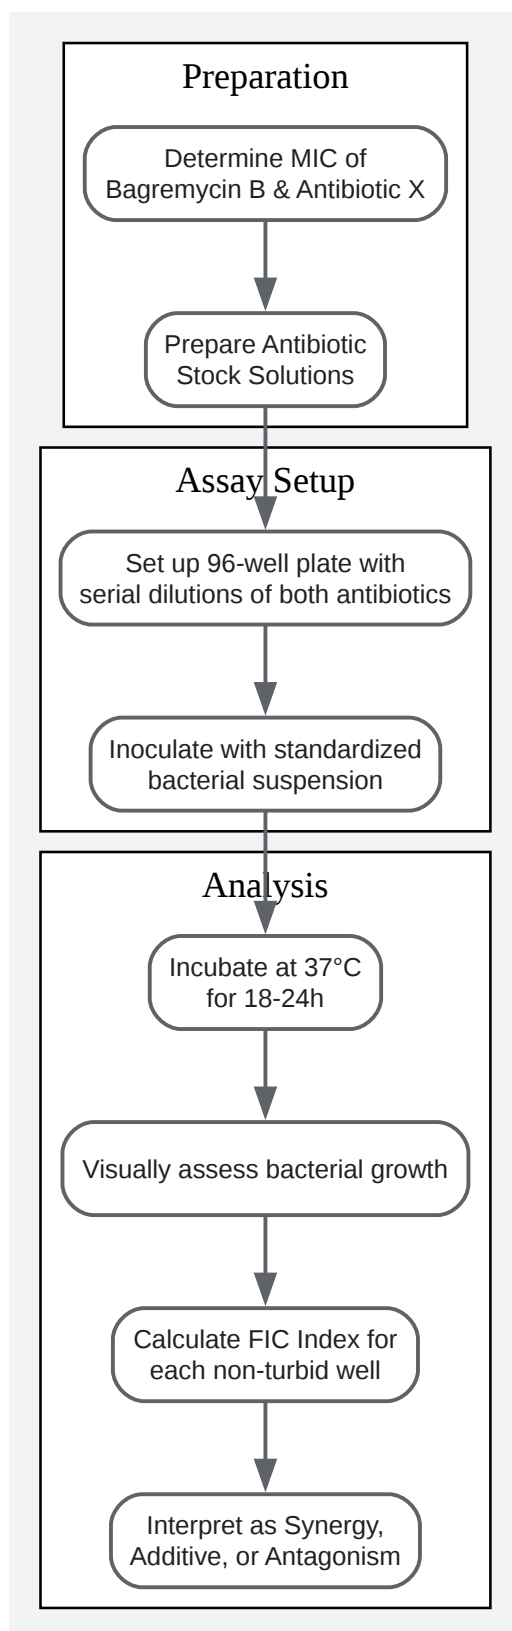 Preparation
Determine MIC of
Bagremycin B & Antibiotic X
Prepare Antibiotic
Stock Solutions
Assay Setup
Set up 96-well plate with
serial dilutions of both antibiotics
Inoculate with standardized
bacterial suspension
Analysis
Incubate at 37°C
for 18-24h
Visually assess bacterial growth
Calculate FIC Index for
each non-turbid well
Interpret as Synergy,
Additive, or Antagonism